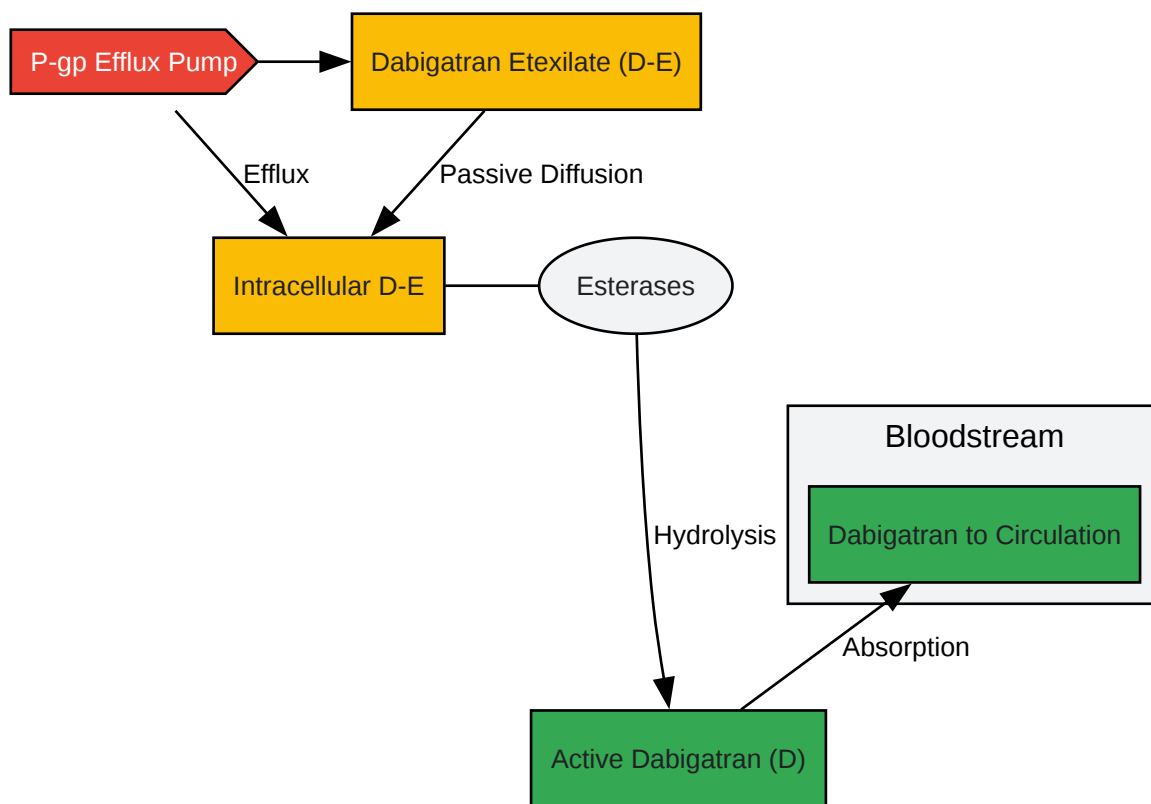 P-gp Efflux Pump
Dabigatran Etexilate (D-E)
Efflux
Passive Diffusion
Intracellular D-E
Esterases
Bloodstream
Dabigatran to Circulation
Hydrolysis
Absorption
Active Dabigatran (D)